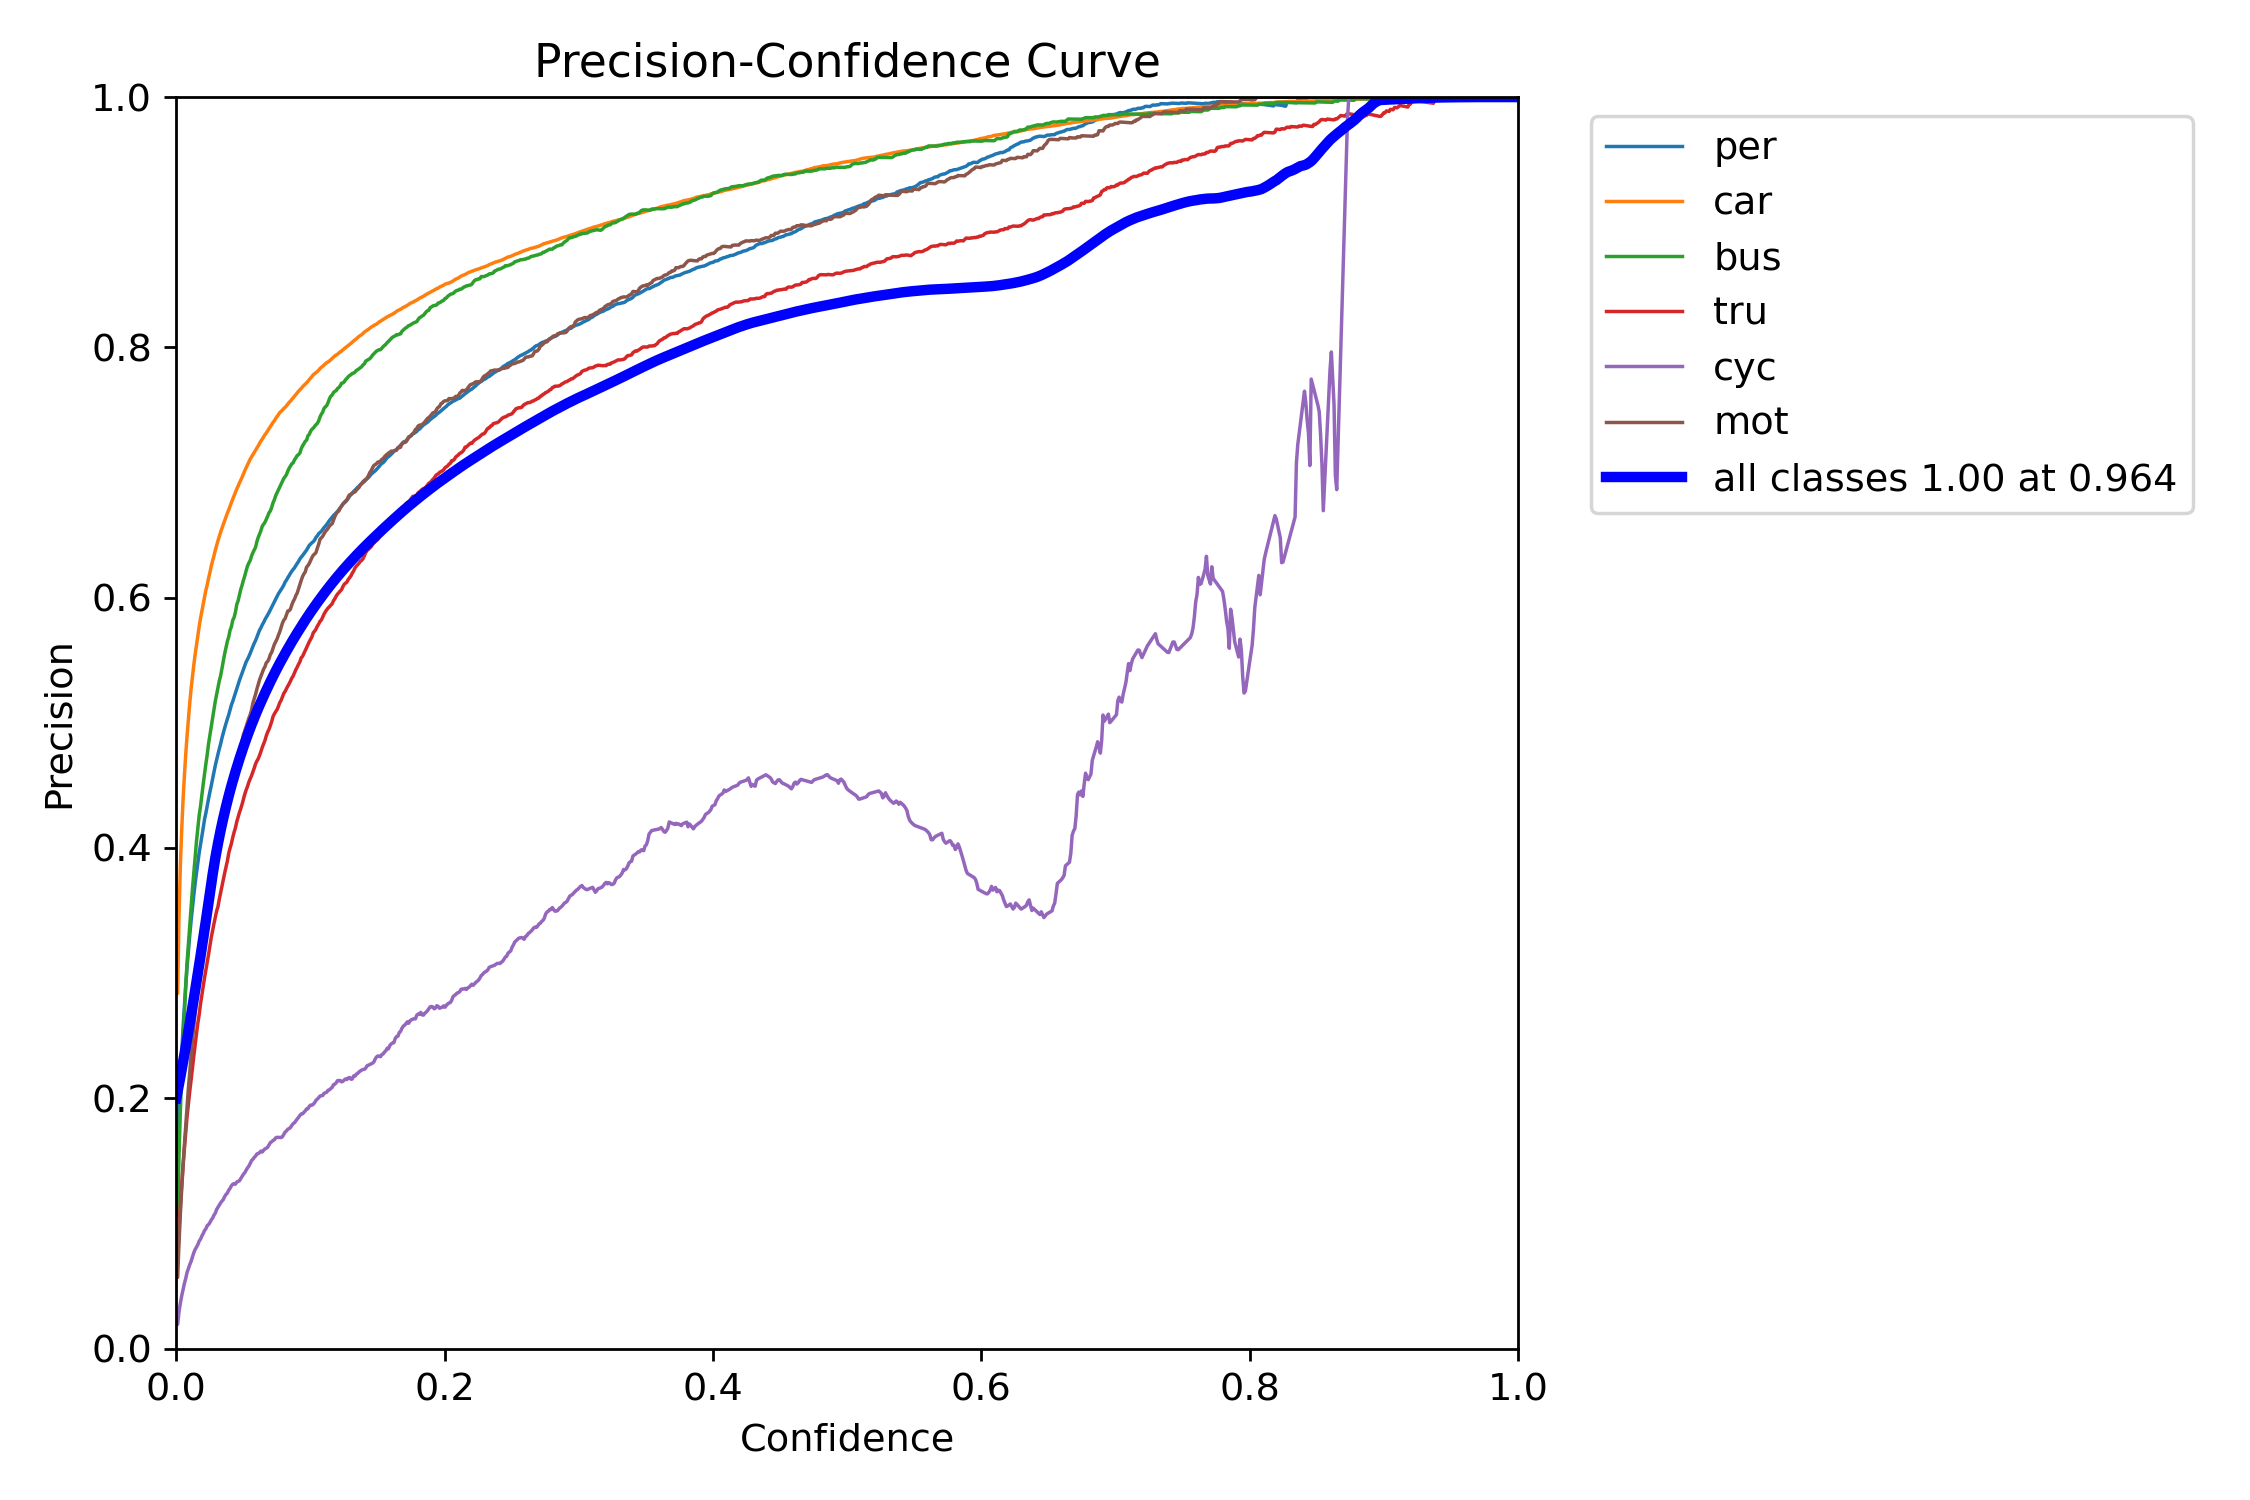 Precision-Confidence Curve
1.0
0.8
0.6
0.4
0.2
0.0
Precision
0.0 0.2 0.4 0.6 0.8 1.0
Confidence
per
car
bus
tru
cyc
mot
all classes 1.00 at 0.964